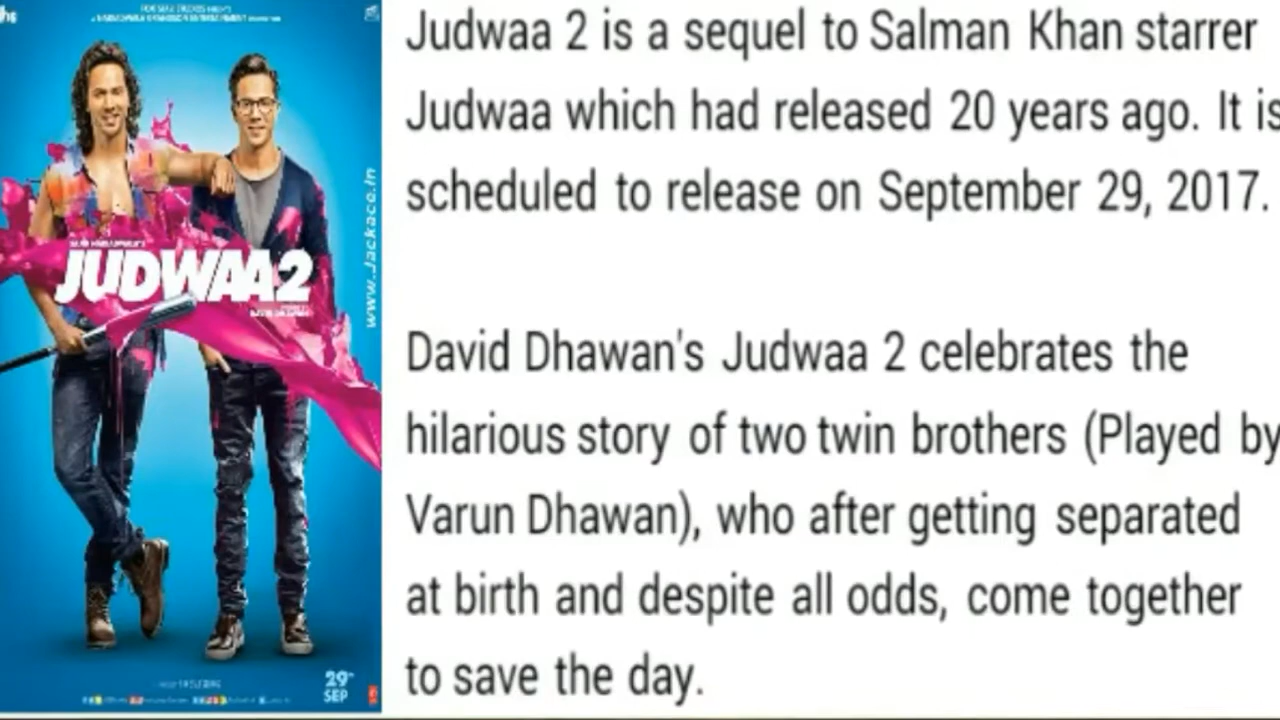 JUDWAA2
29TH
SEP
www.Jackace.in
Judwaa 2 is a sequel to Salman Khan starrer
Judwaa which had released 20 years ago. It is
scheduled to release on September 29, 2017.
David Dhawan's Judwaa 2 celebrates the
hilarious story of two twin brothers (Played by
Varun Dhawan), who after getting separated
at birth and despite all odds, come together
to save the day.